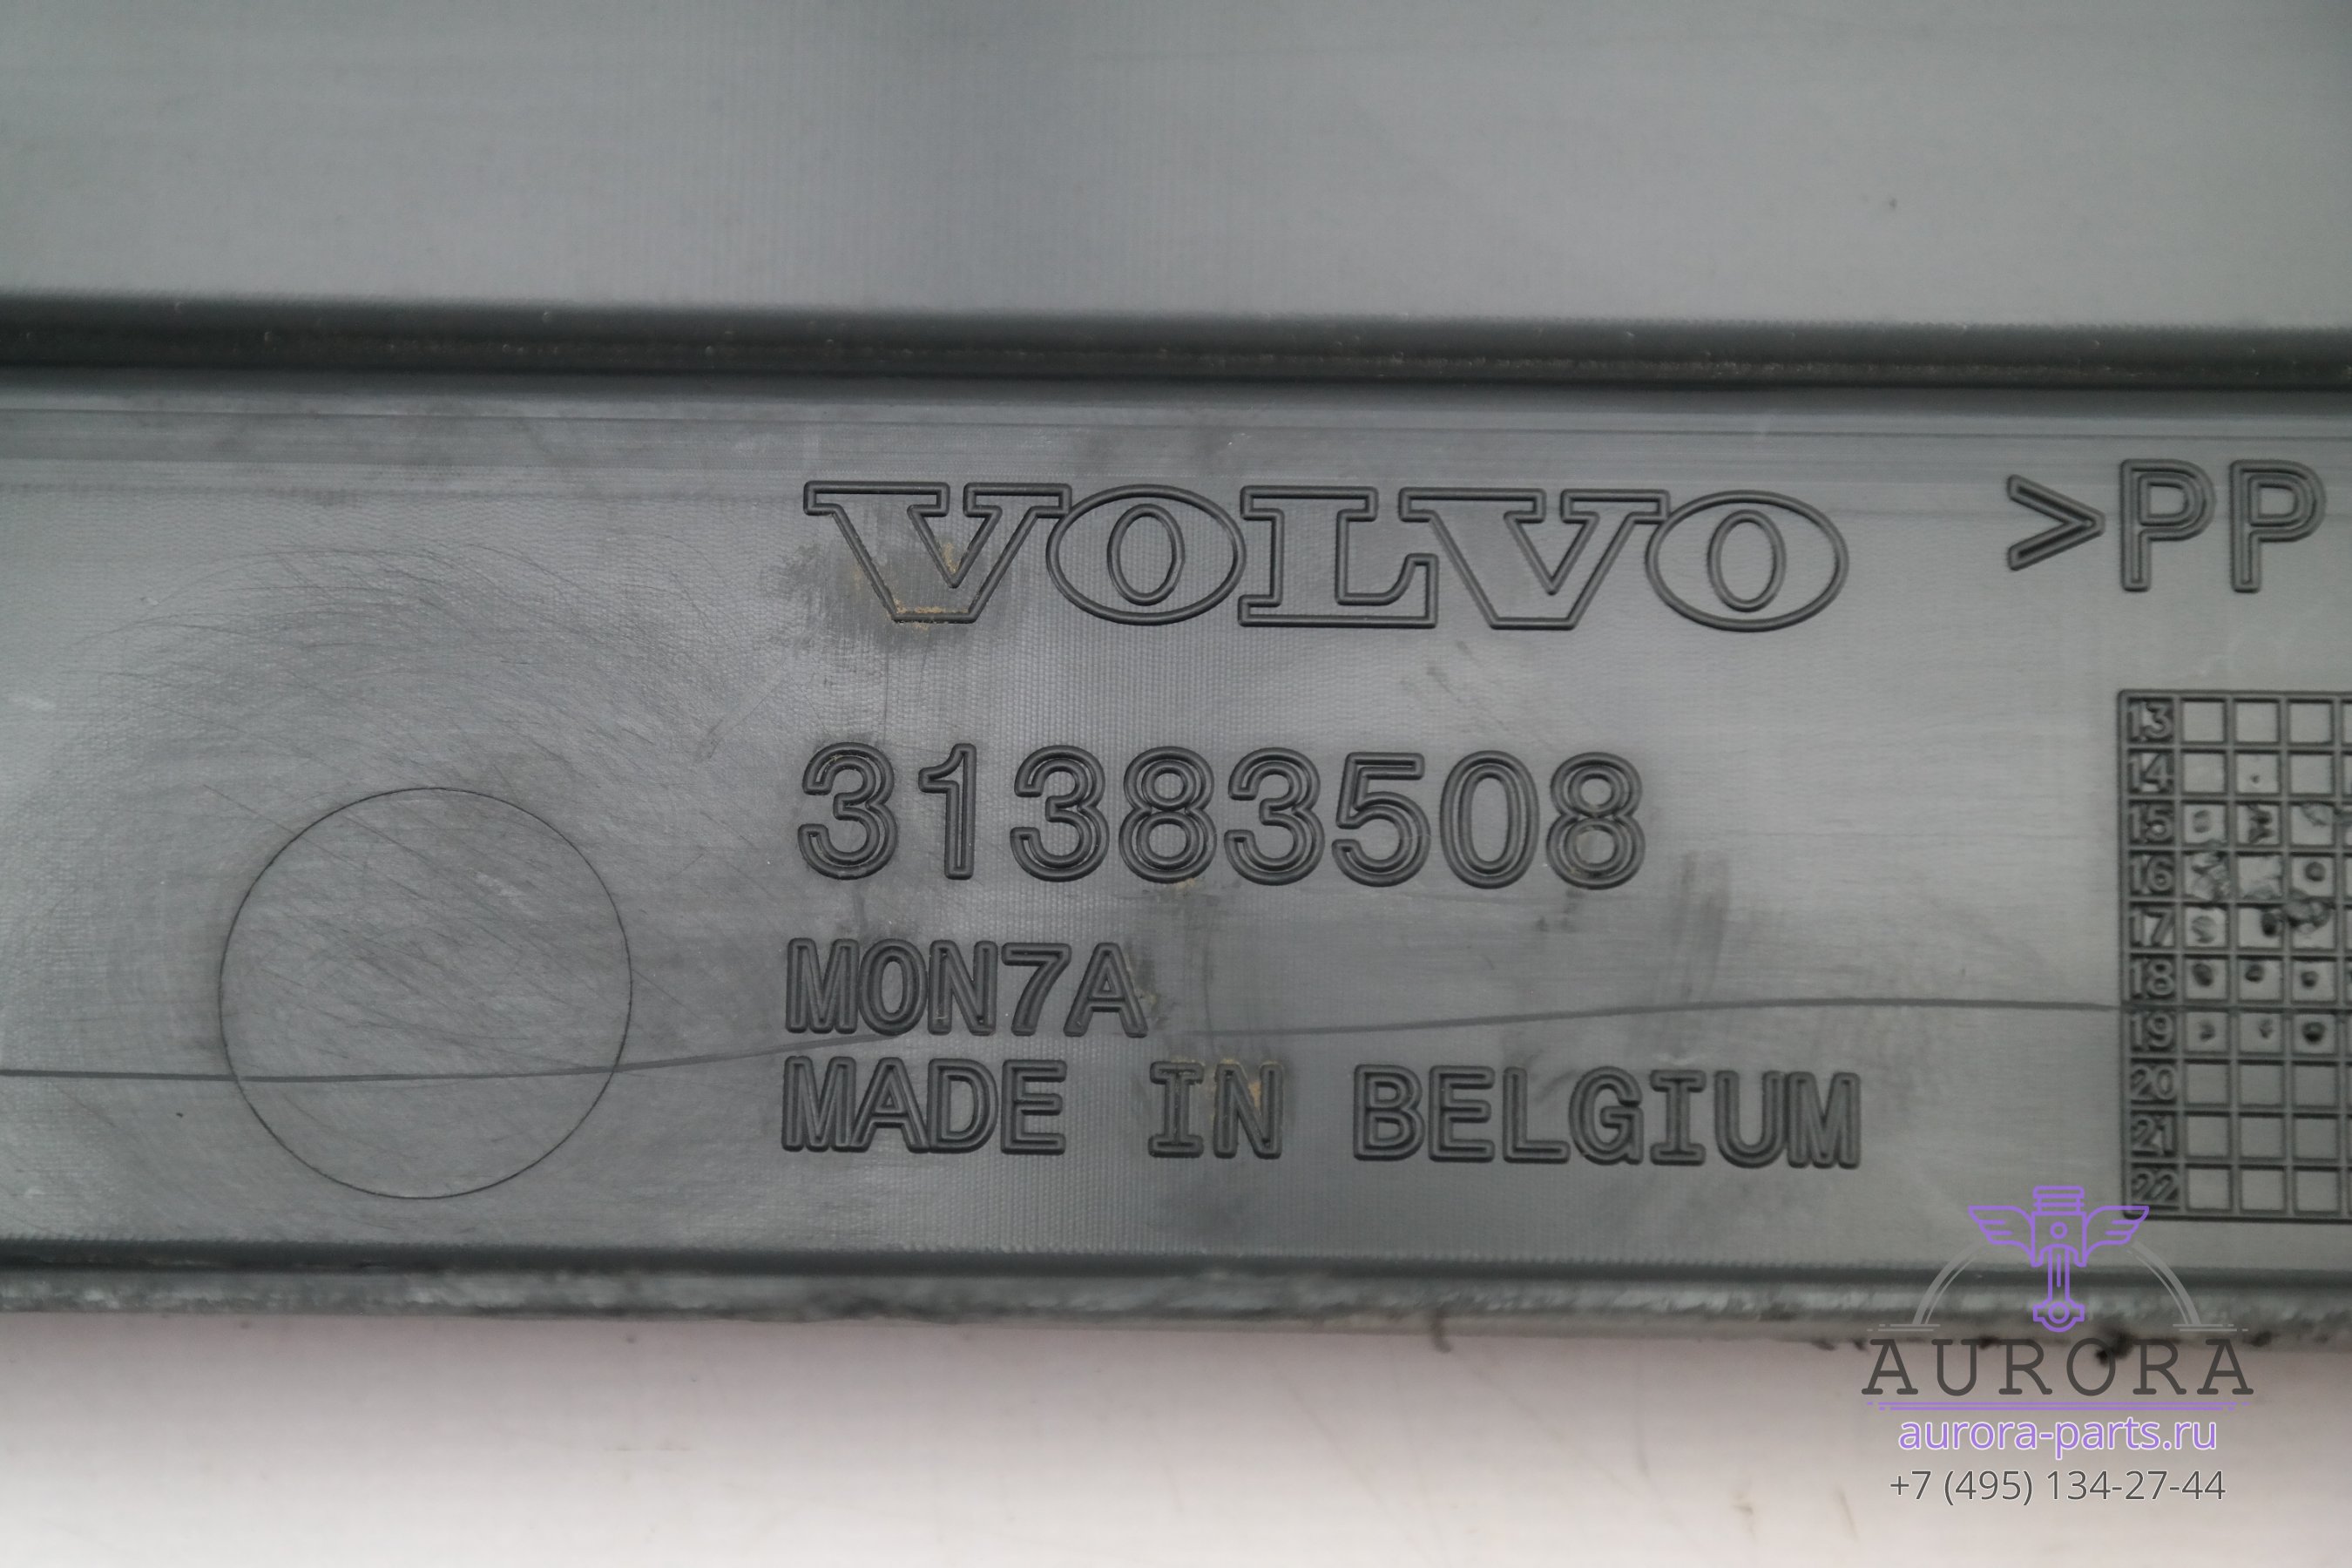 VOLVO
>PP
31383508
MON7A
MADE IN BELGIUM
13
14
15
16
17
18
19
20
21
22
AURORA
aurora-parts.ru
+7 (495) 134-27-44